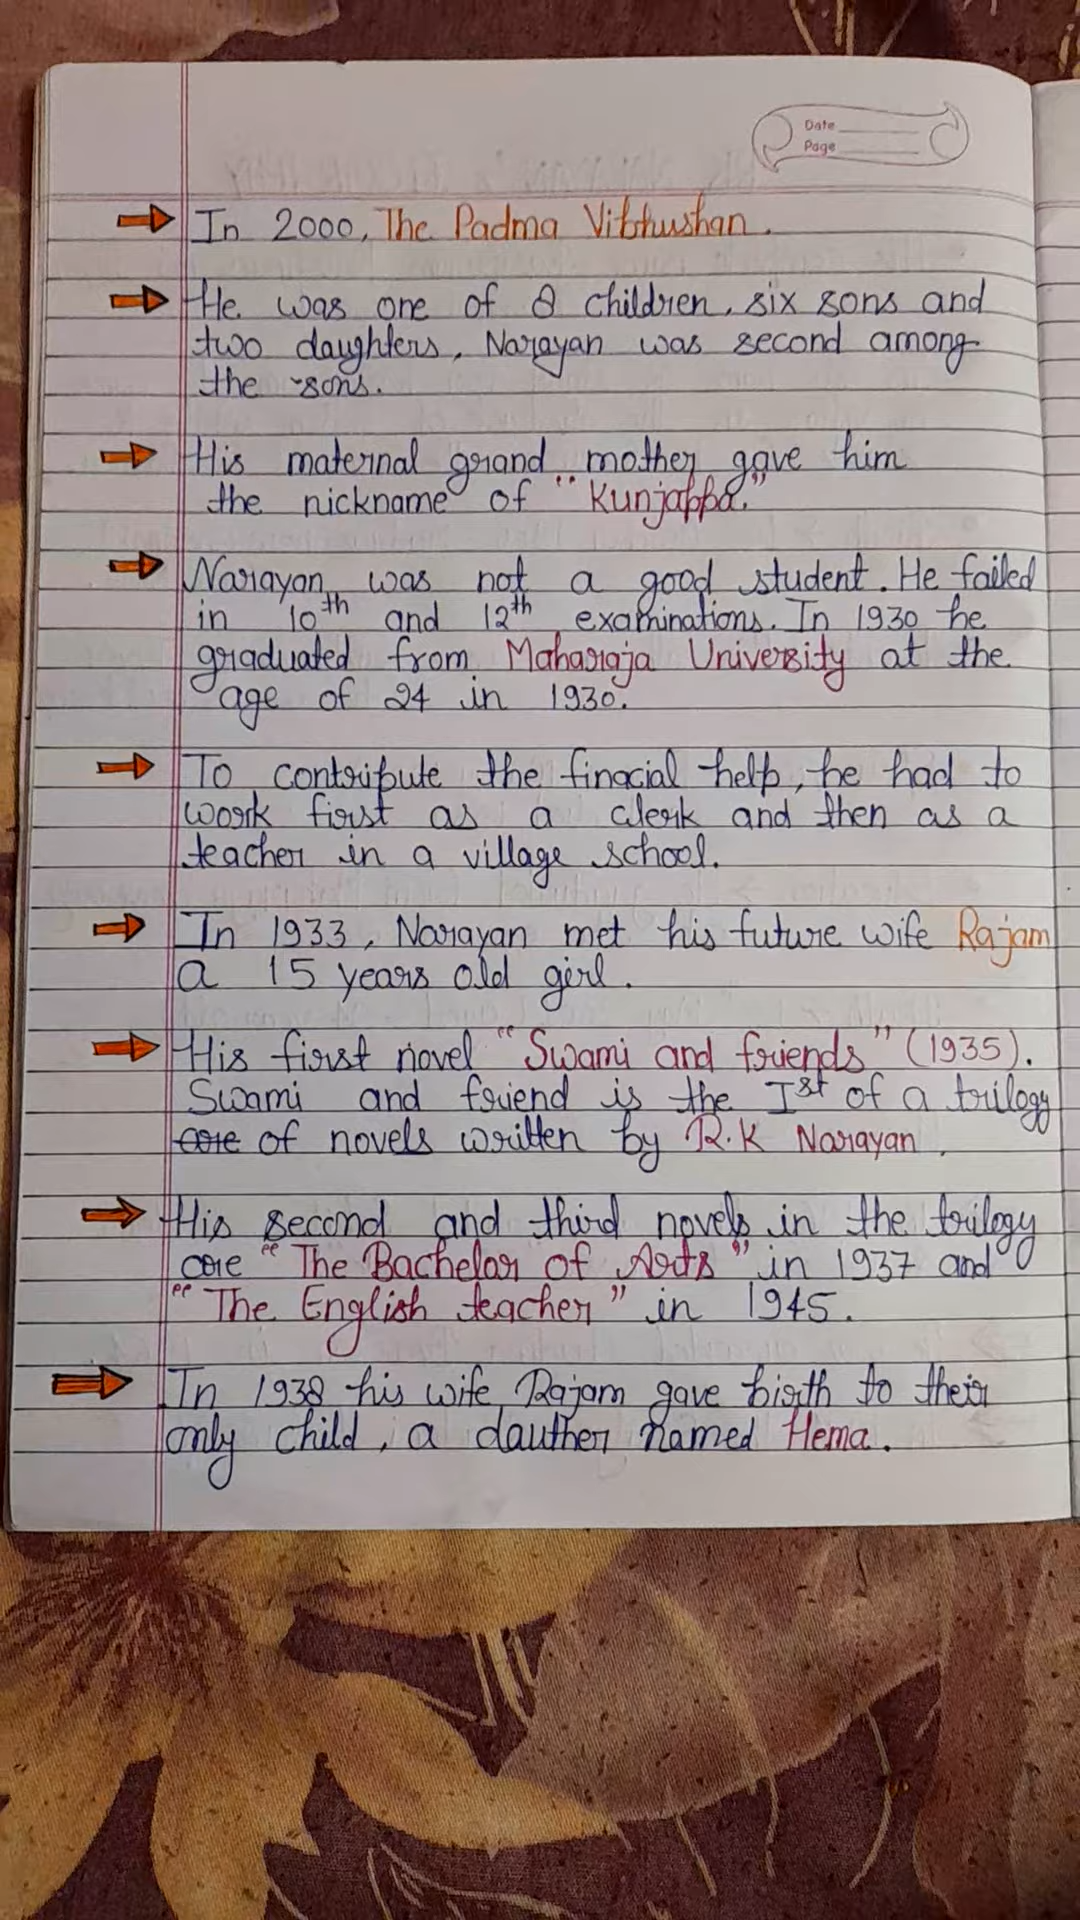 Date
Page
In 2000, The Padma Vibhushan.
He was one of 8 children, six sons and
two daughters, Narayan was second among
the sons.
His maternal grand mother gave him
the nickname of "Kunjappa."
Narayan was not a good student. He failed
in 10th and 12th examinations. In 1930 he
graduated from Maharaja University at the
age of 24 in 1930.
To contribute the finacial help, he had to
work first as a clerk and then as a
teacher in a village school.
In 1933, Narayan met his future wife Rajam
a 15 years old girl.
His first novel "Swami and friends" (1935).
Swami and friend is the Ist of a trilogy
are of novels written by R.K Narayan.
His second and third novels in the trilogy
are "The Bachelor of Arts" in 1937 and
"The English teacher" in 1945.
In 1938 his wife Rajam gave birth to their
only child, a dauther named Hema.